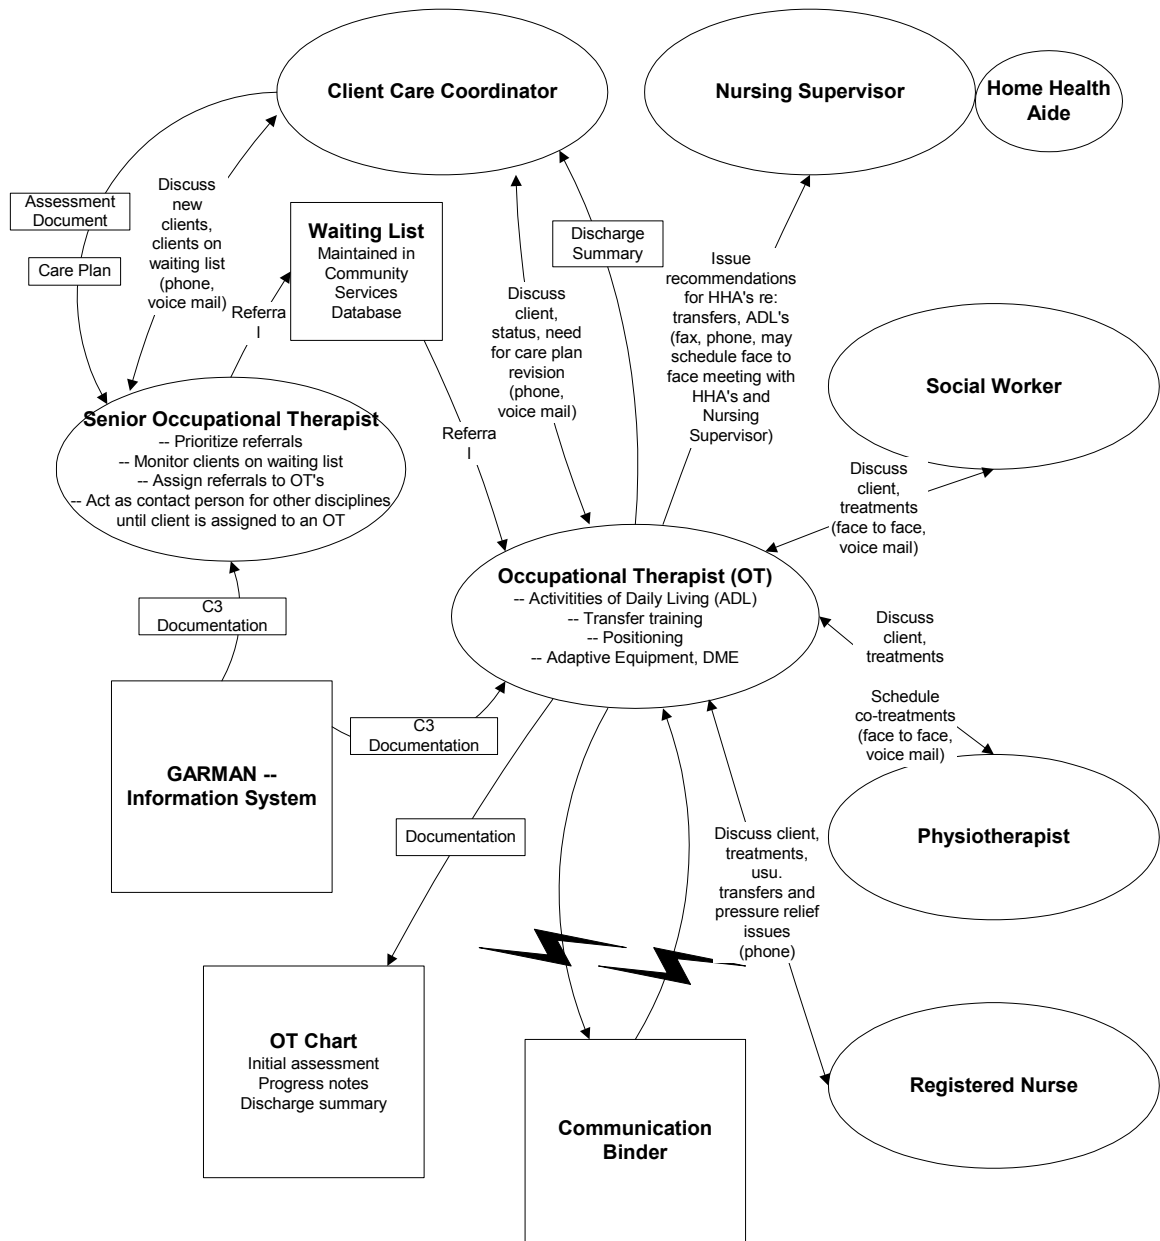 Client Care Coordinator
Nursing Supervisor
Home Health
Aide
Assessment
Document
Care Plan
Discuss
new
clients,
clients on
waiting list
(phone,
voice mail)
Waiting List
Maintained in
Community
Services
Database
Referra
l
Discharge
Summary
Discuss
client,
status, need
for care plan
revision
(phone,
voice mail)
Issue
recommendations
for HHA's re:
transfers, ADL's
(fax, phone, may
schedule face to
face meeting with
HHA's and
Nursing
Supervisor)
Social Worker
Senior Occupational Therapist
-- Prioritize referrals
-- Monitor clients on waiting list
-- Assign referrals to OT's
-- Act as contact person for other disciplines
until client is assigned to an OT
Referra
l
Discuss
client,
treatments
(face to face,
voice mail)
Occupational Therapist (OT)
-- Activitities of Daily Living (ADL)
-- Transfer training
-- Positioning
-- Adaptive Equipment, DME
C3
Documentation
Discuss
client,
treatments
Schedule
co-treatments
(face to face,
voice mail)
C3
Documentation
GARMAN --
Information System
Documentation
Discuss client,
treatments,
usu.
transfers and
pressure relief
issues
(phone)
Physiotherapist
OT Chart
Initial assessment
Progress notes
Discharge summary
Communication
Binder
Registered Nurse